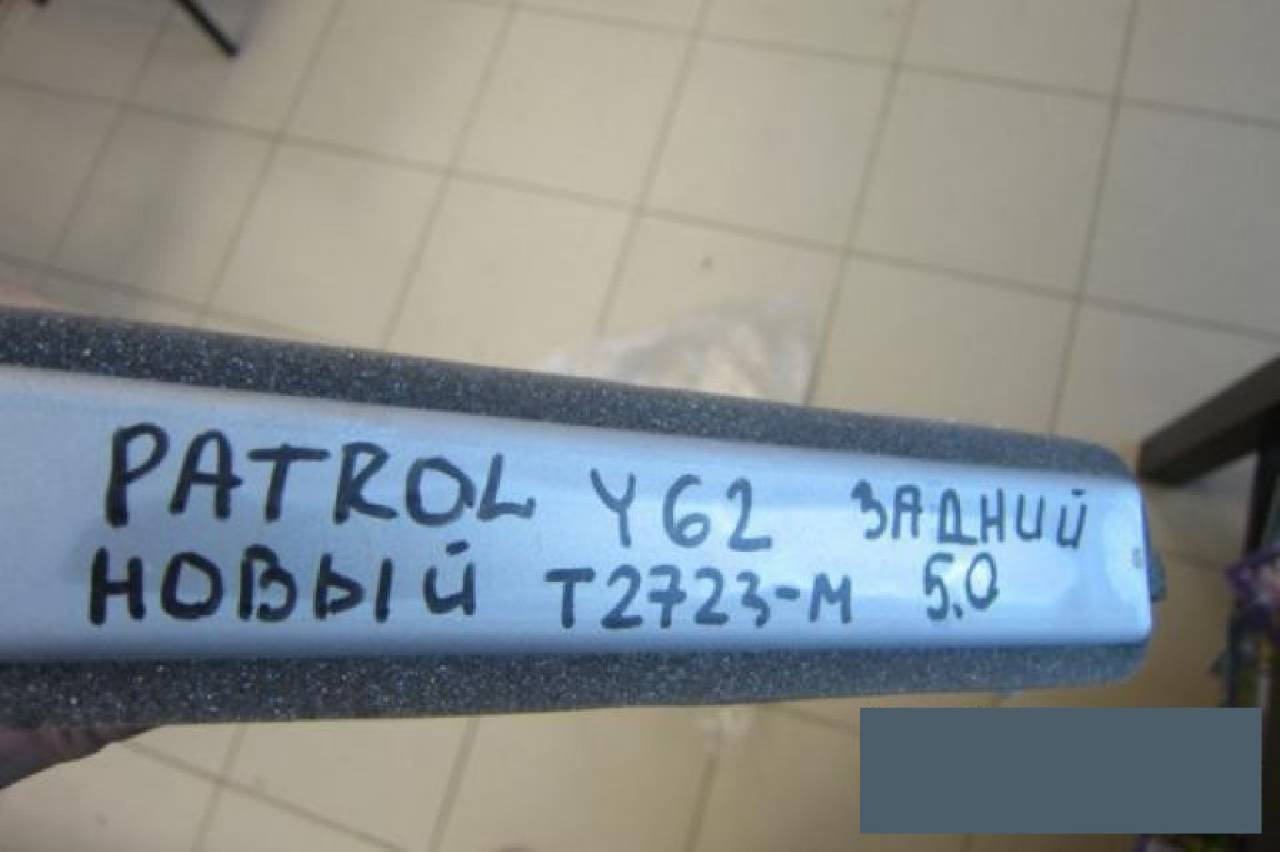 PATROL Y62 ЗАДНИЙ
НОВЫЙ T2723-M 5.0